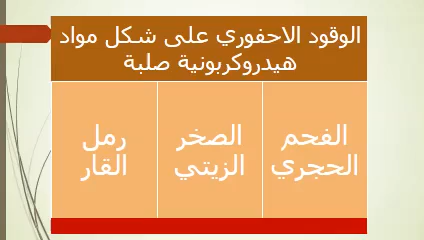 الوقود الاحفوري على شكل مواد
هيدروكربونية صلبة
الفحم
الحجري
الصخر
الزيتي
رمل
القار